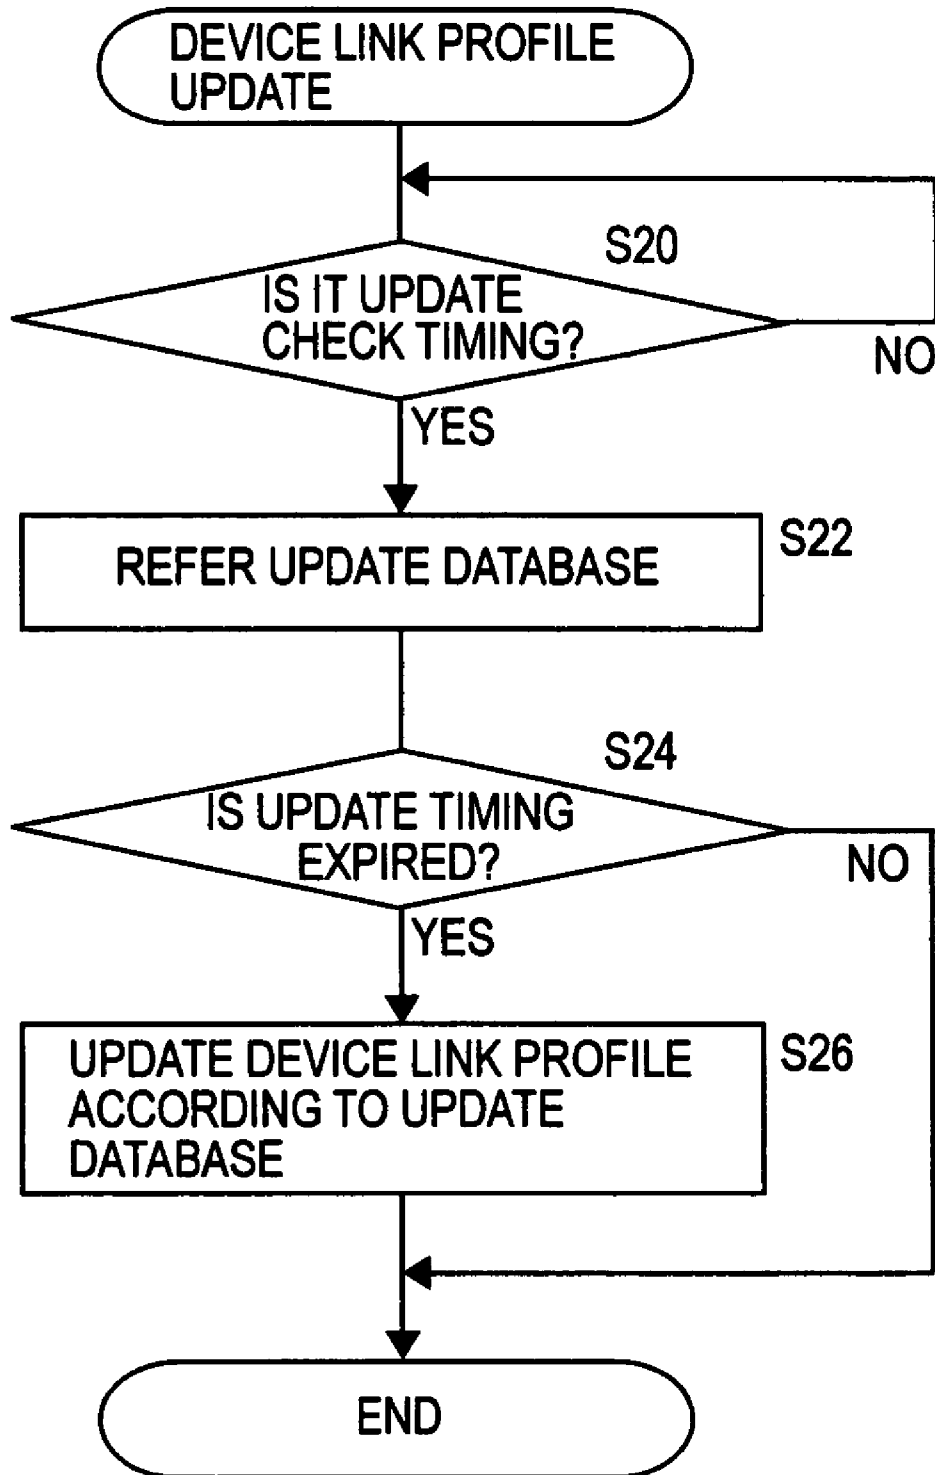 DEVICE LINK PROFILE
UPDATE
S20
IS IT UPDATE
CHECK TIMING?
NO
YES
S22
REFER UPDATE DATABASE
S24
IS UPDATE TIMING
EXPIRED?
NO
YES
UPDATE DEVICE LINK PROFILE
S26
ACCORDING TO UPDATE
DATABASE
END